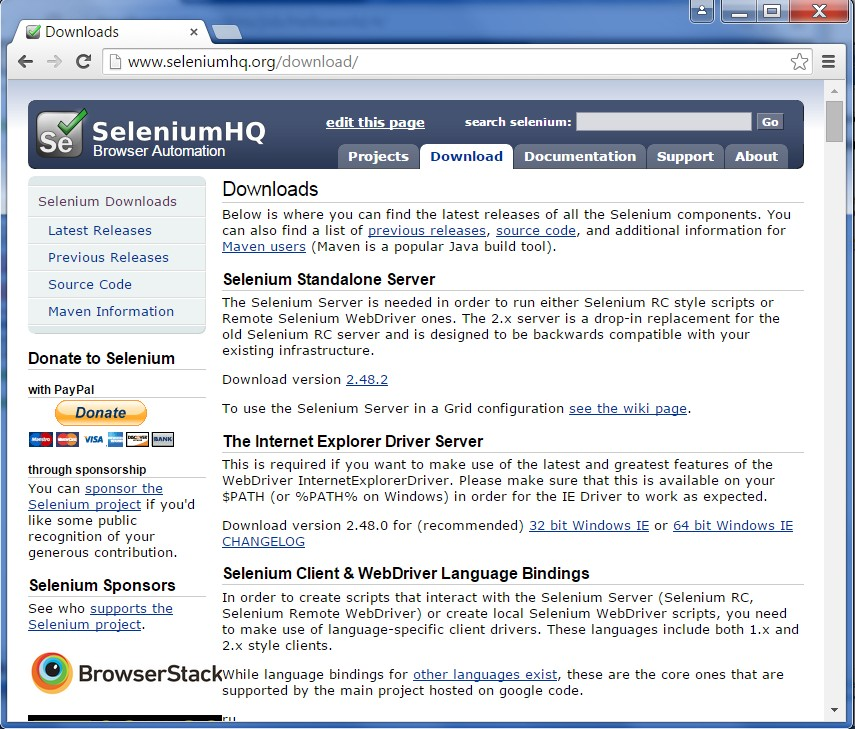 Downloads
www.seleniumhq.org/download/
Se
SeleniumHQ
Browser Automation
edit this page
search selenium:
Go
Projects
Download
Documentation
Support
About
Selenium Downloads
Latest Releases
Previous Releases
Source Code
Maven Information
Donate to Selenium
with PayPal
Donate
VISA
BANK
through sponsorship
You can sponsor the
Selenium project if you'd
like some public
recognition of your
generous contribution.
Selenium Sponsors
See who supports the
Selenium project.
BrowserStack
Downloads
Below is where you can find the latest releases of all the Selenium components. You
can also find a list of previous releases, source code, and additional information for
Maven users (Maven is a popular Java build tool).
Selenium Standalone Server
The Selenium Server is needed in order to run either Selenium RC style scripts or
Remote Selenium WebDriver ones. The 2.x server is a drop-in replacement for the
old Selenium RC server and is designed to be backwards compatible with your
existing infrastructure.
Download version 2.48.2
To use the Selenium Server in a Grid configuration see the wiki page.
The Internet Explorer Driver Server
This is required if you want to make use of the latest and greatest features of the
WebDriver InternetExplorerDriver. Please make sure that this is available on your
$PATH (or %PATH% on Windows) in order for the IE Driver to work as expected.
Download version 2.48.0 for (recommended) 32 bit Windows IE or 64 bit Windows IE
CHANGELOG
Selenium Client & WebDriver Language Bindings
In order to create scripts that interact with the Selenium Server (Selenium RC,
Selenium Remote WebDriver) or create local Selenium WebDriver scripts, you need
to make use of language-specific client drivers. These languages include both 1.x and
2.x style clients.
While language bindings for other languages exist, these are the core ones that are
supported by the main project hosted on google code.